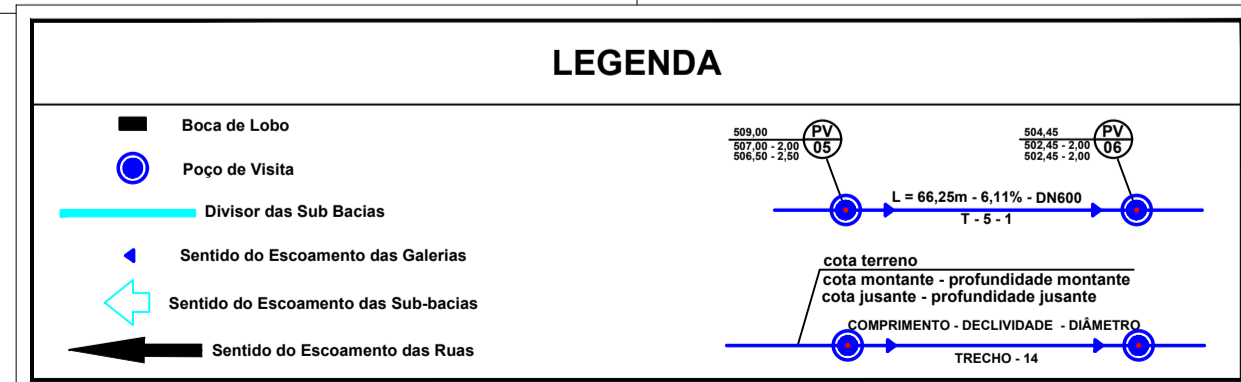 LEGENDA
Boca de Lobo
Poço de Visita
Divisor das Sub Bacias
Sentido do Escoamento das Galerias
Sentido do Escoamento das Sub-bacias
Sentido do Escoamento das Ruas
509,00
507,00 - 2,00
506,50 - 2,50
PV
05
504,45
502,45 - 2,00
502,45 - 2,00
PV
06
L = 66,25m - 6,11% - DN600
T - 5 - 1
cota terreno
cota montante - profundidade montante
cota jusante - profundidade jusante
COMPRIMENTO - DECLIVIDADE - DIÂMETRO
TRECHO - 14